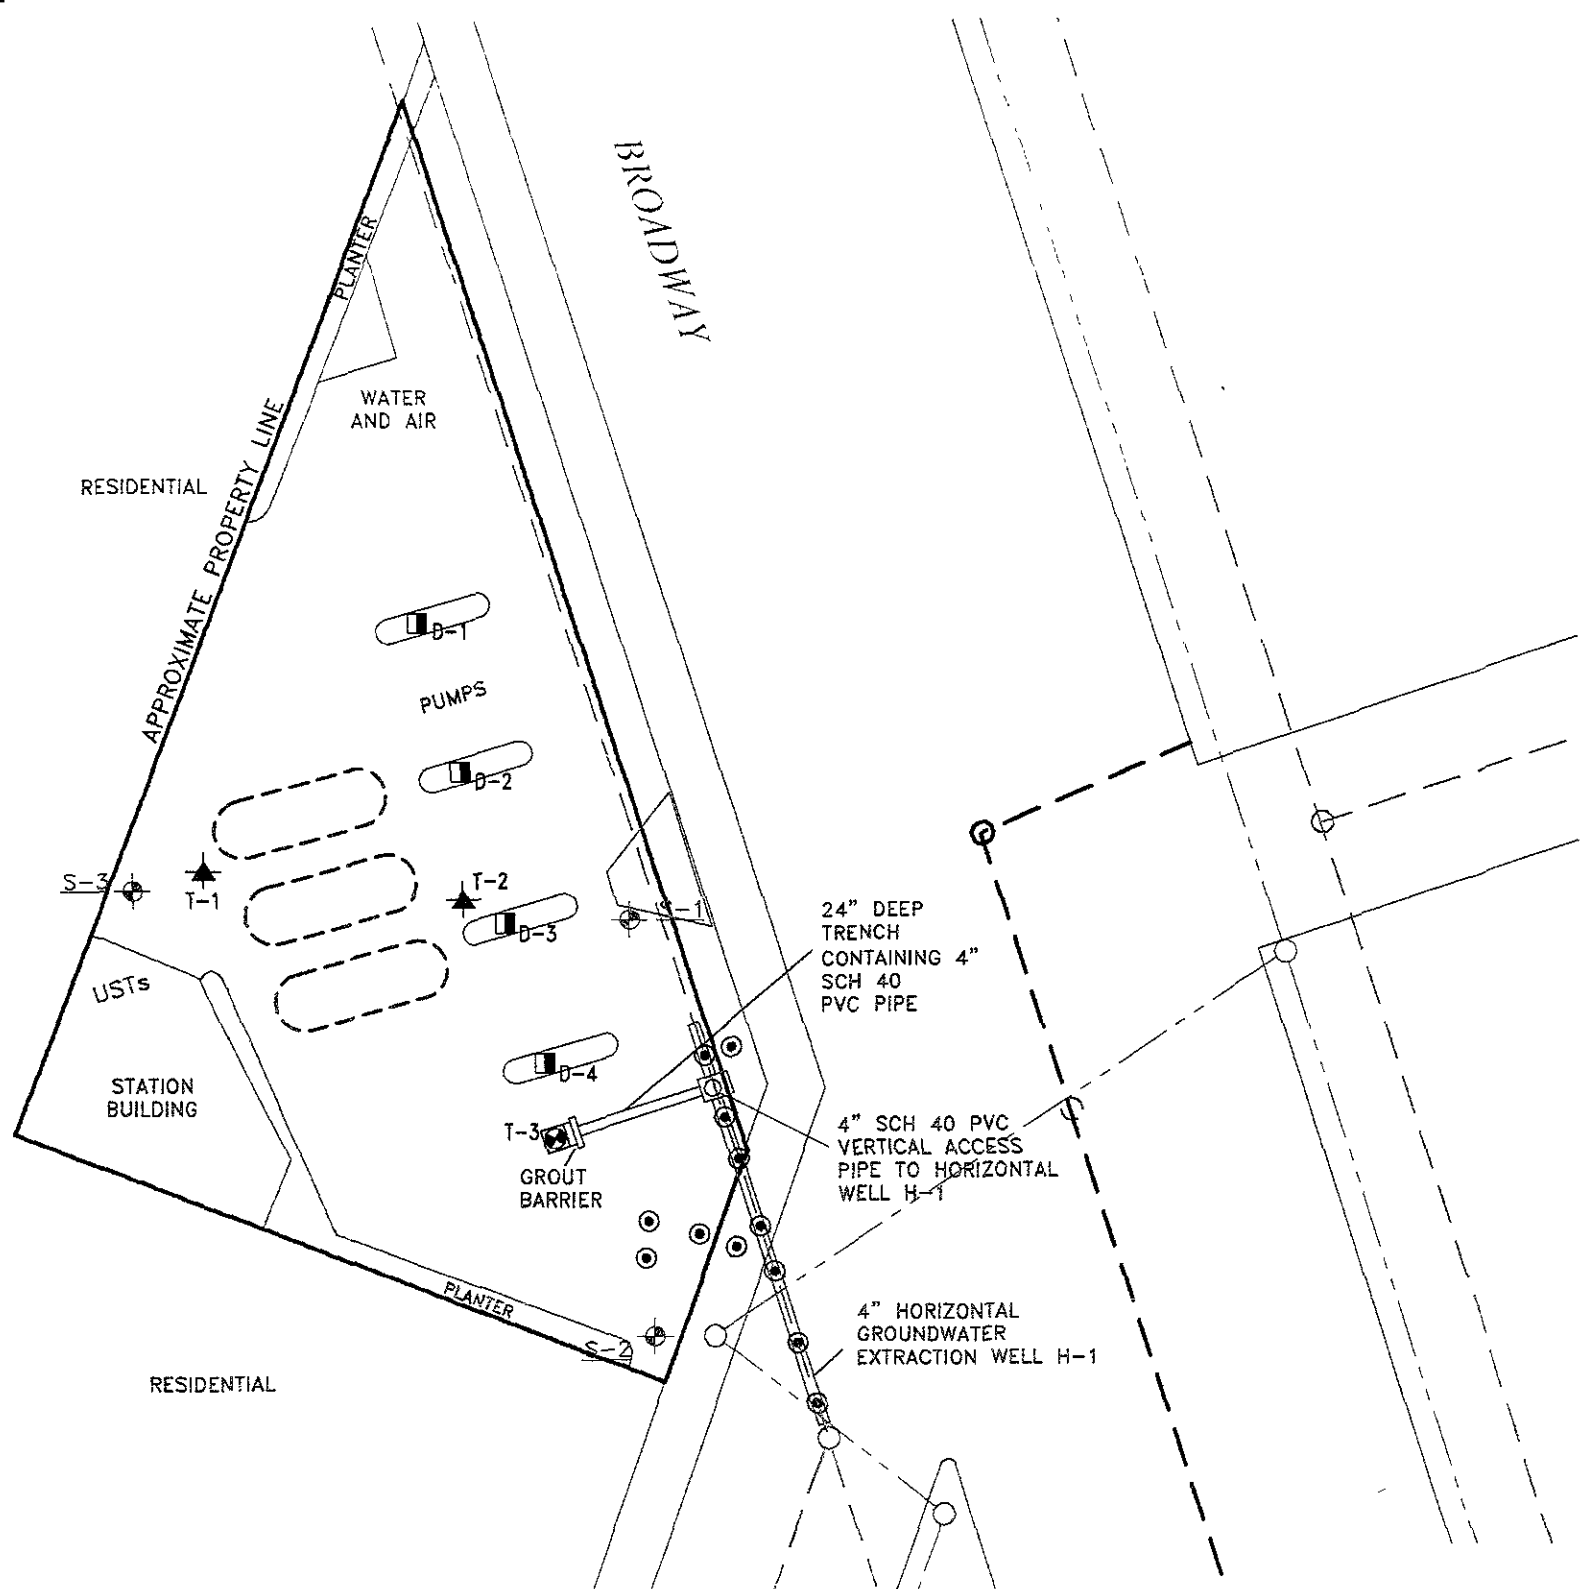 BROADWAY
PLANTER
WATER
AND AIR
APPROXIMATE PROPERTY LINE
RESIDENTIAL
D-1
PUMPS
D-2
S-3
T-1
T-2
D-3
S-1
24" DEEP
TRENCH
CONTAINING 4"
SCH 40
PVC PIPE
USTs
D-4
STATION
BUILDING
T-3
GROUT
BARRIER
4" SCH 40 PVC
VERTICAL ACCESS
PIPE TO HORIZONTAL
WELL H-1
PLANTER
S-2
4" HORIZONTAL
GROUNDWATER
EXTRACTION WELL H-1
RESIDENTIAL